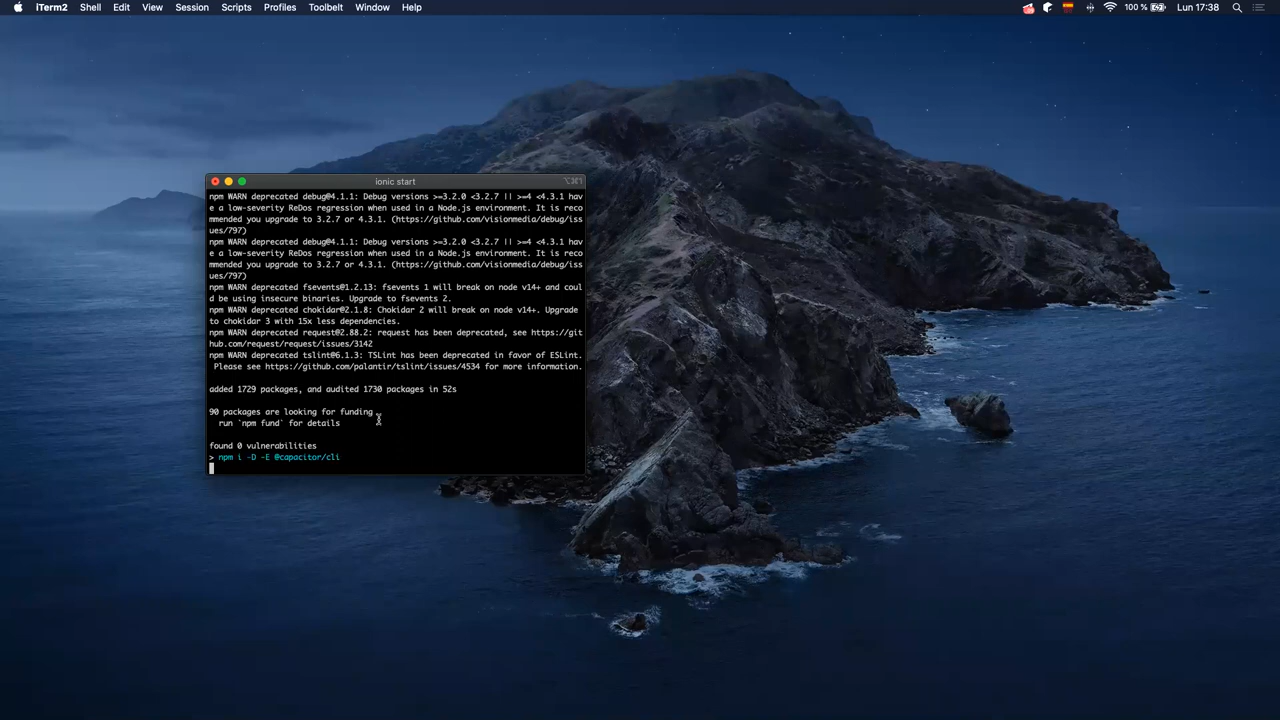 iTerm2 Shell Edit View Session Scripts Profiles Toolbelt Window Help 100 % Lun 17:38
ionic start ⌥⌘1
npm WARN deprecated debug@4.1.1: Debug versions >=3.2.0 <3.2.7 || >=4 <4.3.1 hav
e a low-severity ReDos regression when used in a Node.js environment. It is reco
mmended you upgrade to 3.2.7 or 4.3.1. (https://github.com/visionmedia/debug/iss
ues/797)
npm WARN deprecated debug@4.1.1: Debug versions >=3.2.0 <3.2.7 || >=4 <4.3.1 hav
e a low-severity ReDos regression when used in a Node.js environment. It is reco
mmended you upgrade to 3.2.7 or 4.3.1. (https://github.com/visionmedia/debug/iss
ues/797)
npm WARN deprecated fsevents@1.2.13: fsevents 1 will break on node v14+ and coul
d be using insecure binaries. Upgrade to fsevents 2.
npm WARN deprecated chokidar@2.1.8: Chokidar 2 will break on node v14+. Upgrade
to chokidar 3 with 15x less dependencies.
npm WARN deprecated request@2.88.2: request has been deprecated, see https://git
hub.com/request/request/issues/3142
npm WARN deprecated tslint@6.1.3: TSLint has been deprecated in favor of ESLint.
Please see https://github.com/palantir/tslint/issues/4534 for more information.
added 1729 packages, and audited 1730 packages in 52s
90 packages are looking for funding
run `npm fund` for details
found 0 vulnerabilities
> npm i -D -E @capacitor/cli